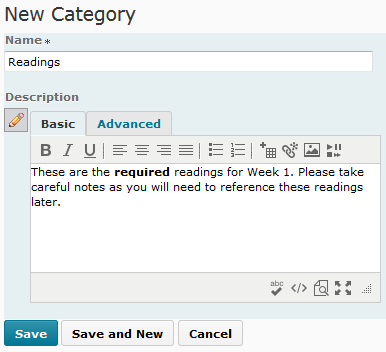 New Category
Name *
Readings
Description
Basic Advanced
B I U
These are the required readings for Week 1. Please take
careful notes as you will need to reference these readings
later.
abc
Save Save and New Cancel